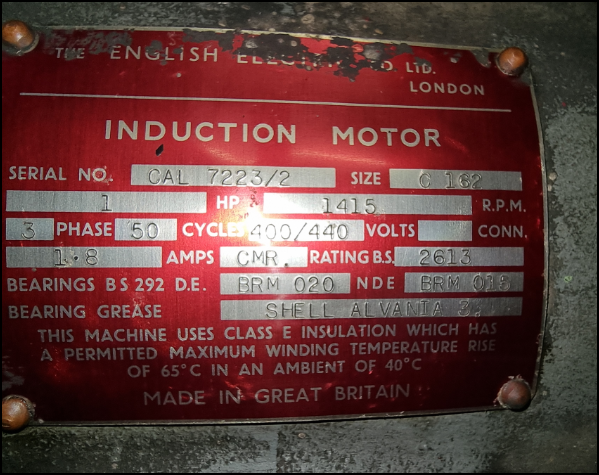 THE ENGLISH ELECTRIC CO. LTD.
LONDON
INDUCTION MOTOR
SERIAL NO. CAL 7223/2 SIZE C 182
1 HP 1415 R.P.M.
3 PHASE 50 CYCLES 400/440 VOLTS CONN.
1·8 AMPS CMR. RATING B.S. 2613
BEARINGS BS 292 D.E. BRM 020 NDE BRM
BEARING GREASE SHELL ALVANIA
THIS MACHINE USES CLASS E INSULATION WHICH HAS
A PERMITTED MAXIMUM WINDING TEMPERATURE RISE
OF 65°C IN AN AMBIENT OF 40°C
MADE IN GREAT BRITAIN